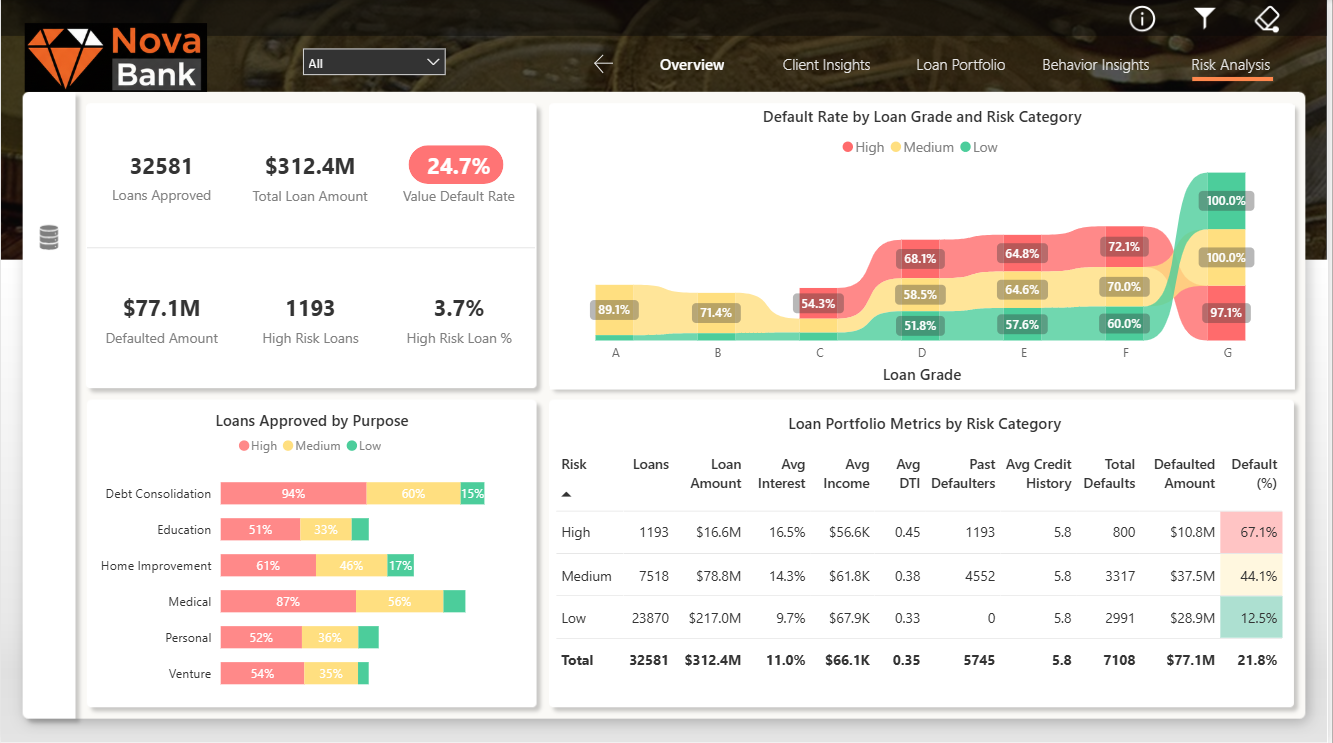 Nova
Bank
All
Overview
Client Insights
Loan Portfolio
Behavior Insights
Risk Analysis
32581
Loans Approved
$312.4M
Total Loan Amount
24.7%
Value Default Rate
$77.1M
Defaulted Amount
1193
High Risk Loans
3.7%
High Risk Loan %
Default Rate by Loan Grade and Risk Category
High Medium Low
89.1%
71.4%
54.3%
68.1%
58.5%
51.8%
64.8%
64.6%
57.6%
72.1%
70.0%
60.0%
100.0%
100.0%
97.1%
A B C D E F G
Loan Grade
Loans Approved by Purpose
High Medium Low
Debt Consolidation 94% 60% 15%
Education 51% 33%
Home Improvement 61% 46% 17%
Medical 87% 56%
Personal 52% 36%
Venture 54% 35%
Loan Portfolio Metrics by Risk Category
Risk Loans Loan Amount Avg Interest Avg Income Avg DTI Past Defaulters Avg Credit History Total Defaults Defaulted Amount Default (%)
High 1193 $16.6M 16.5% $56.6K 0.45 1193 5.8 800 $10.8M 67.1%
Medium 7518 $78.8M 14.3% $61.8K 0.38 4552 5.8 3317 $37.5M 44.1%
Low 23870 $217.0M 9.7% $67.9K 0.33 0 5.8 2991 $28.9M 12.5%
Total 32581 $312.4M 11.0% $66.1K 0.35 5745 5.8 7108 $77.1M 21.8%